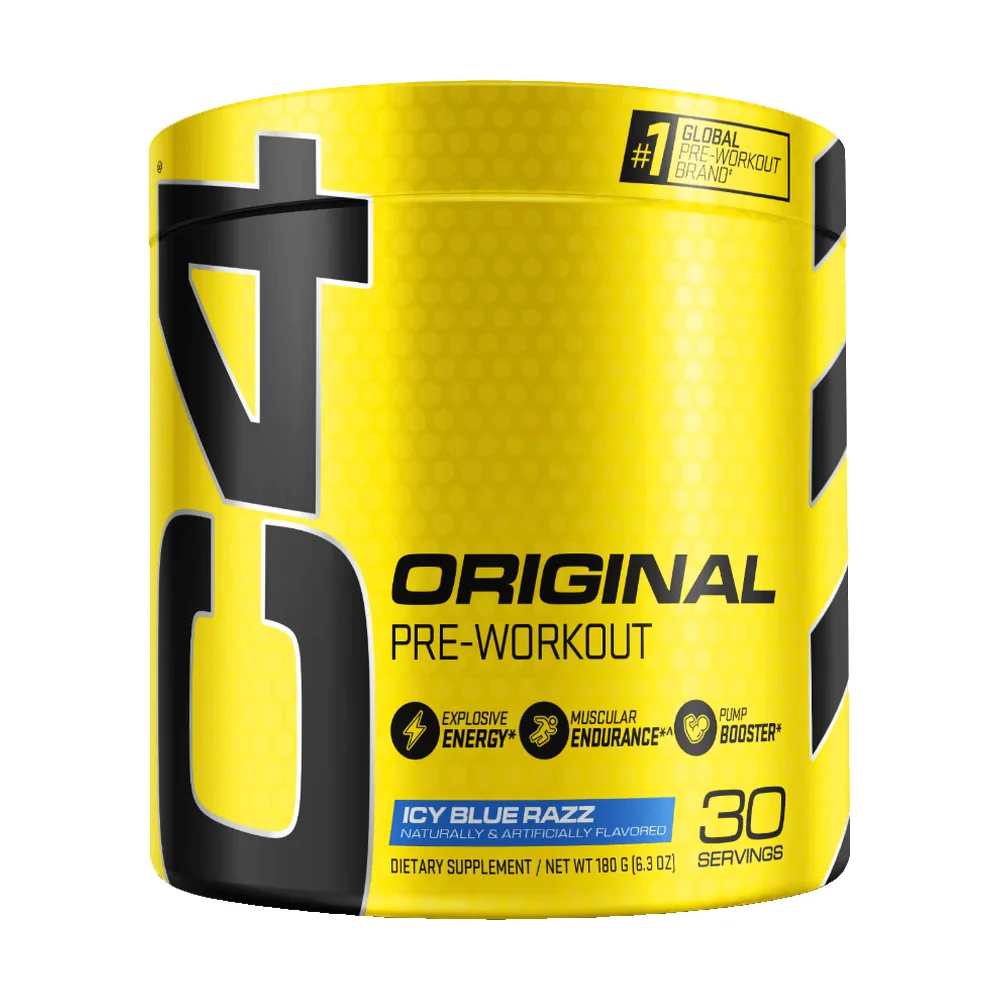 C4
®
#1
GLOBAL
PRE-WORKOUT
BRAND‡
ORIGINAL
PRE-WORKOUT
EXPLOSIVE
ENERGY*
MUSCULAR
ENDURANCE*^
PUMP
BOOSTER*
ICY BLUE RAZZ
NATURALLY & ARTIFICIALLY FLAVORED
30
SERVINGS
DIETARY SUPPLEMENT / NET WT 180 G (6.3 OZ)